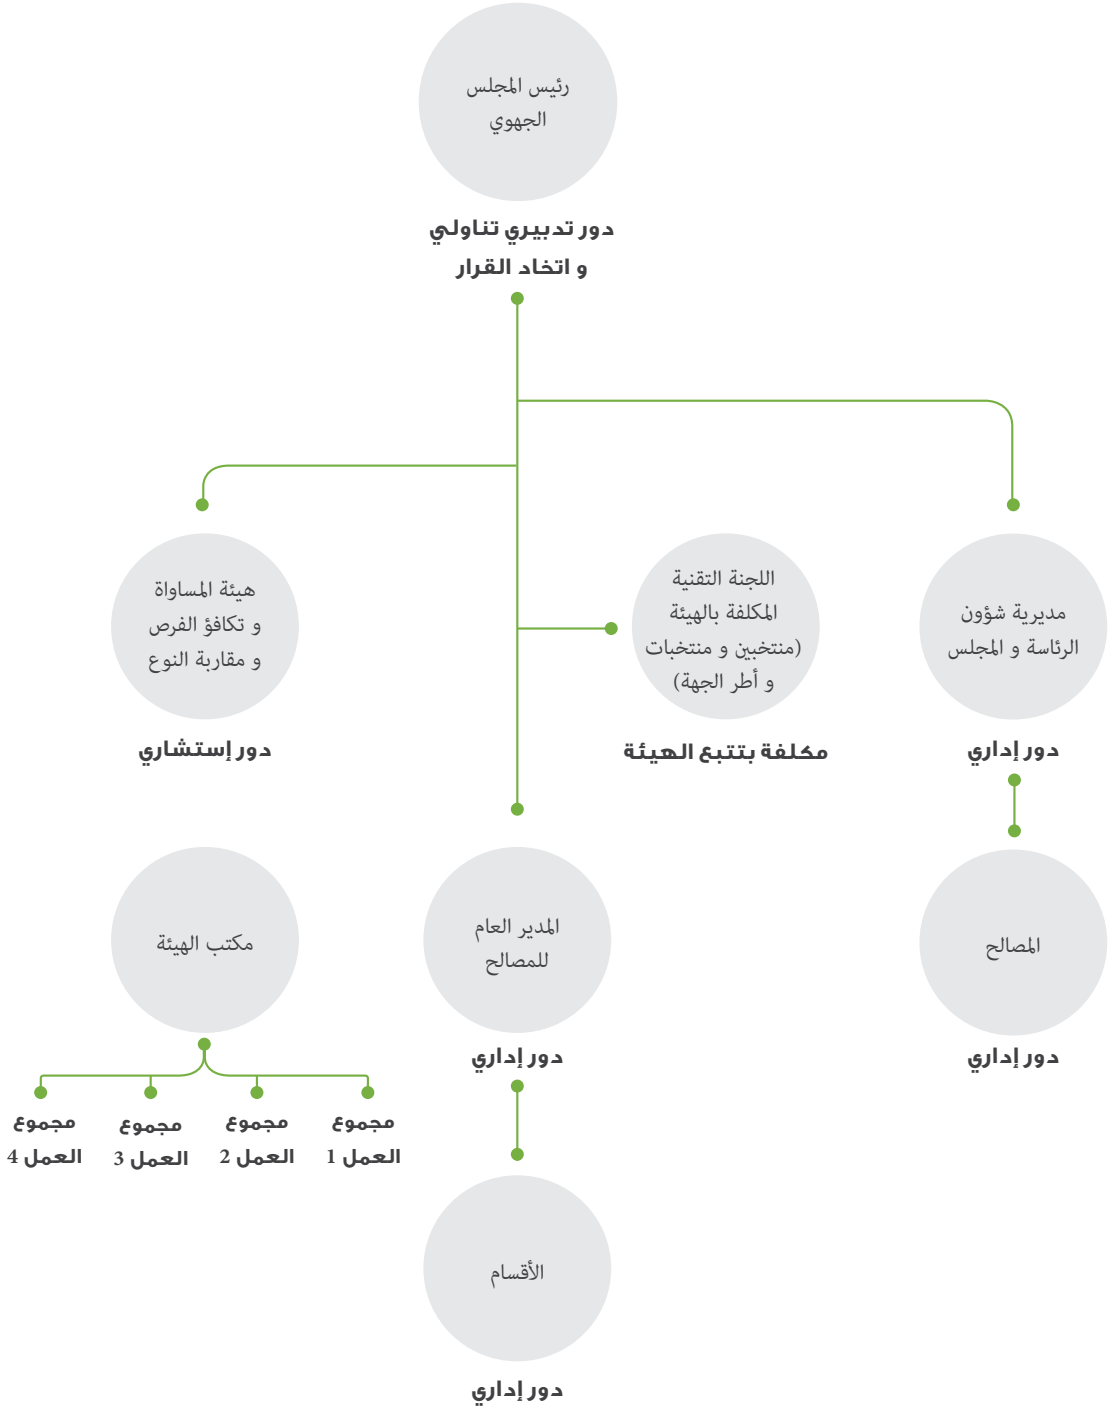 رئيس المجلس
الجهوي
دور تدبيري تناولي
و اتخاد القرار
مديرية شؤون
الرئاسة و المجلس
دور إداري
اللجنة التقنية
المكلفة بالهيئة
(منتخبين و منتخبات
و أطر الجهة)
مكلفة بتتبع الهيئة
هيئة المساواة
و تكافؤ الفرص
و مقاربة النوع
دور إستشاري
المصالح
دور إداري
المدير العام
للمصالح
دور إداري
مكتب الهيئة
مجموع
العمل 1
مجموع
العمل 2
مجموع
العمل 3
مجموع
العمل 4
الأقسام
دور إداري